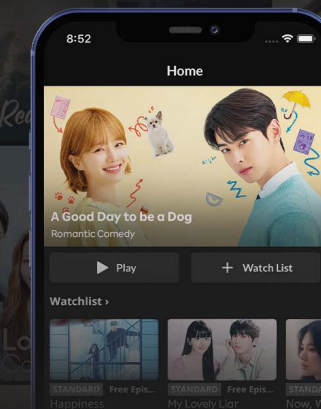 8:52
Home
A Good Day to be a Dog
Romantic Comedy
Play
+ Watch List
Watchlist ›
STANDARD Free Epis...
STANDARD Free Epis...
STANDA
Happiness
My Lovely Liar
Now, W